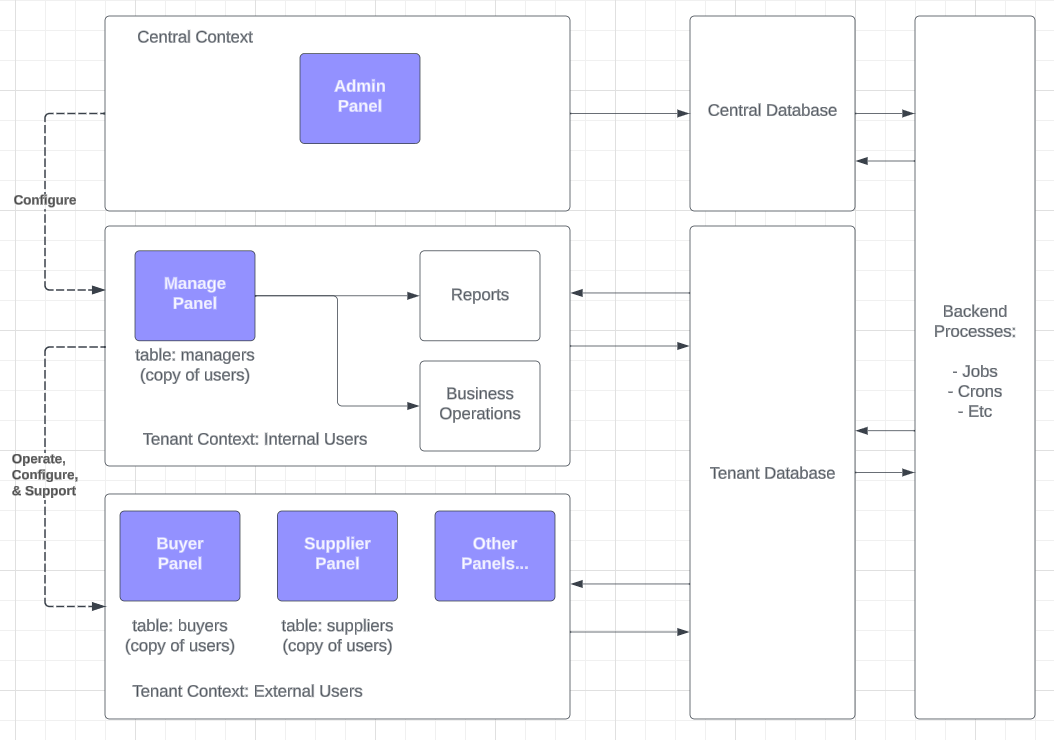 Central Context
Admin
Panel
Central Database
Configure
Manage
Panel
Reports
table: managers
(copy of users)
Business
Operations
Tenant Context: Internal Users
Backend
Processes:
- Jobs
- Crons
- Etc
Operate,
Configure,
& Support
Tenant Database
Buyer
Panel
Supplier
Panel
Other
Panels...
table: buyers
(copy of users)
table: suppliers
(copy of users)
Tenant Context: External Users